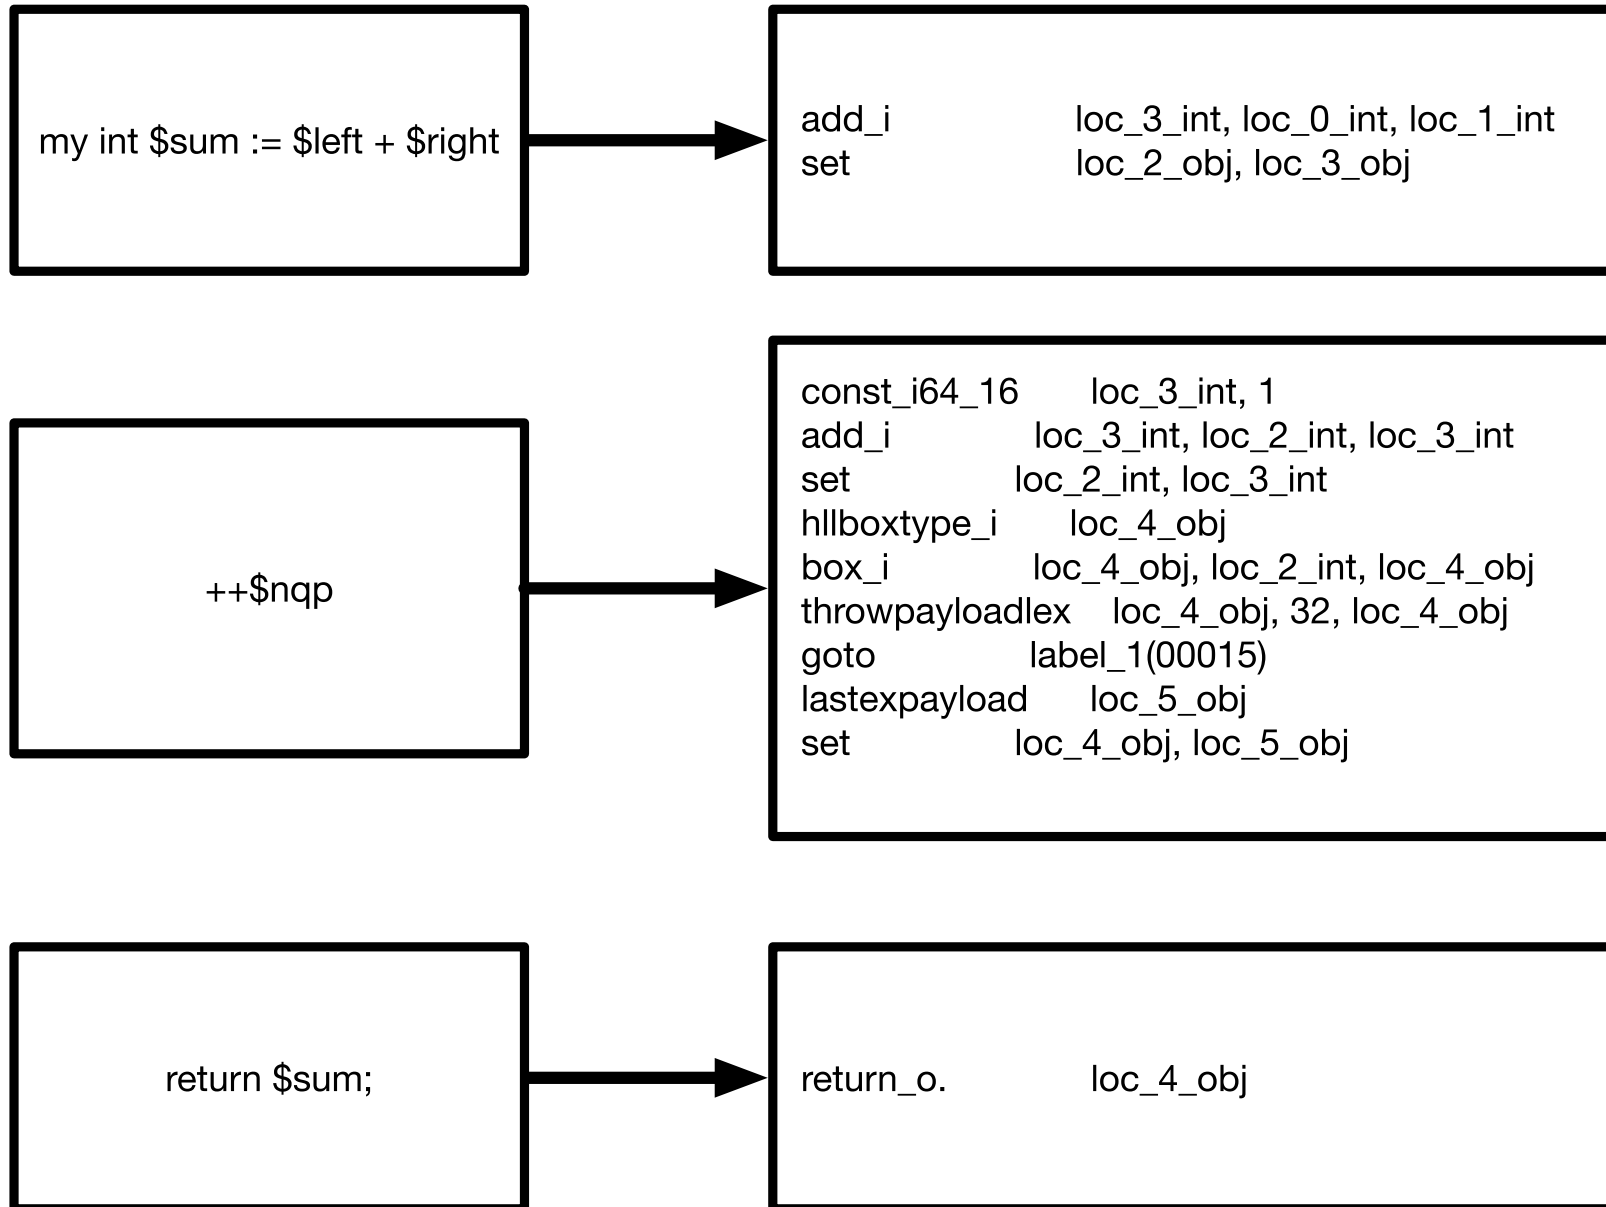 my int $sum := $left + $right
add_i loc_3_int, loc_0_int, loc_1_int
set loc_2_obj, loc_3_obj
++$nqp
const_i64_16 loc_3_int, 1
add_i loc_3_int, loc_2_int, loc_3_int
set loc_2_int, loc_3_int
hllboxtype_i loc_4_obj
box_i loc_4_obj, loc_2_int, loc_4_obj
throwpayloadlex loc_4_obj, 32, loc_4_obj
goto label_1(00015)
lastexpayload loc_5_obj
set loc_4_obj, loc_5_obj
return $sum;
return_o. loc_4_obj